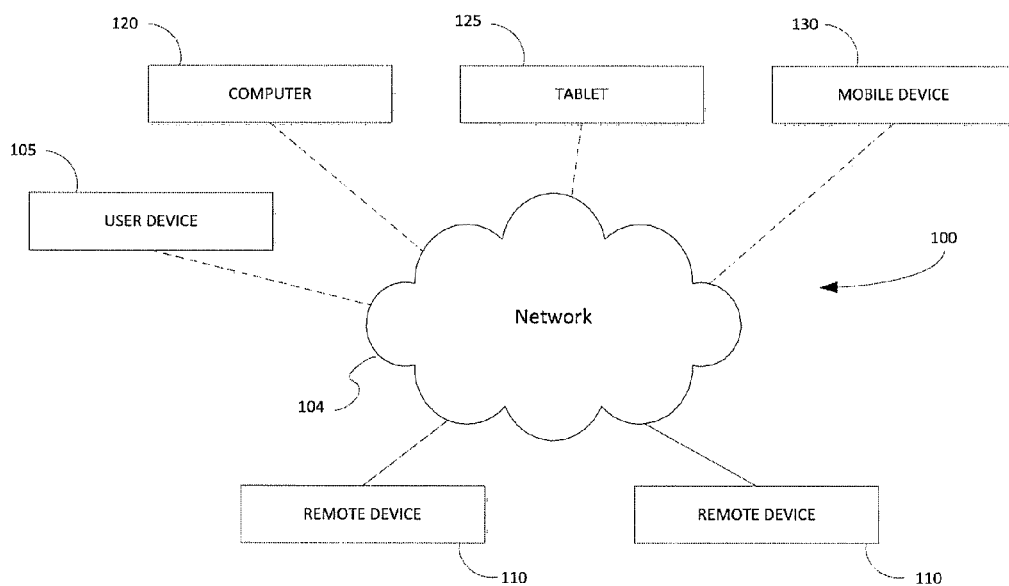 120
125
130
COMPUTER
TABLET
MOBILE DEVICE
105
USER DEVICE
100
Network
104
REMOTE DEVICE
REMOTE DEVICE
110
110